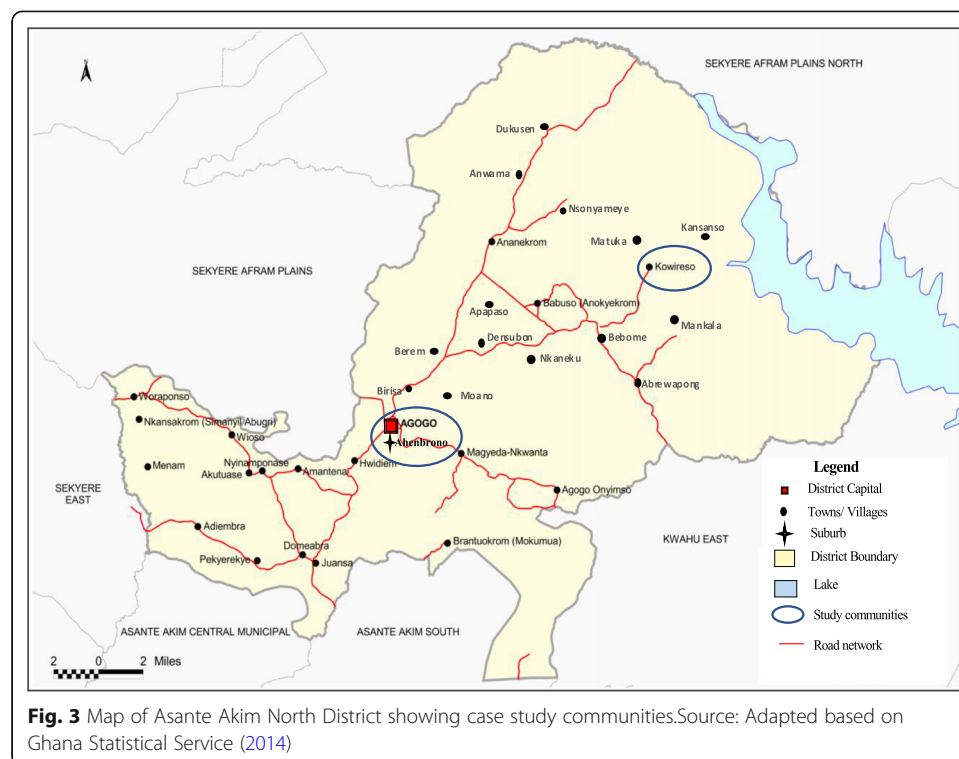 N
SEKYERE AFRAM PLAINS NORTH
Dukusen
Anwama
Nsonyameye
Kansanso
Matuka
Ananekrom
SEKYERE AFRAM PLAINS
Kowireso
Babuso (Anokyekrom)
Apapaso
Mankala
Densubon
Bebome
Berem
Nkaneku
Abrewapong
Birisa
Moano
Woraponso
Nkansakrom (Simanyil Abugri)
AGOGO
Wioso
Ahenbrono
Magyeda-Nkwanta
Nyinamponase
Hwidiem
Menam
Akutuase
Amantena
SEKYERE
EAST
Agogo Onyimso
Adiembra
Brantuokrom (Mokumua)
KWAHU EAST
Domeabra
Pekyerekye
Juansa
ASANTE AKIM CENTRAL MUNICIPAL
ASANTE AKIM SOUTH
2 0 2 Miles
Legend
District Capital
Towns/ Villages
Suburb
District Boundary
Lake
Study communities
Road network
Fig. 3 Map of Asante Akim North District showing case study communities.Source: Adapted based on
Ghana Statistical Service (2014)